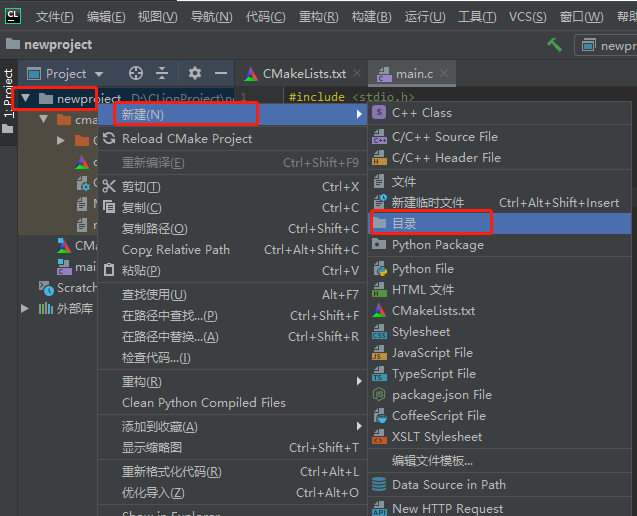 CL 文件(F) 编辑(E) 视图(V) 导航(N) 代码(C) 重构(R) 构建(B) 运行(U) 工具(T) VCS(S) 窗口(W)
newproject
1: Project
Project
CMakeLists.txt
main.c
newproject
1
#include <stdio.h>
新建(N)
Reload CMake Project
重新编译(E) Ctrl+Shift+F9
剪切(T) Ctrl+X
复制(C) Ctrl+C
复制路径(O) Ctrl+Shift+C
Copy Relative Path Ctrl+Alt+Shift+C
粘贴(P) Ctrl+V
查找使用(U) Alt+F7
在路径中查找...(P) Ctrl+Shift+F
在路径中替换...(A) Ctrl+Shift+R
检查代码...(I)
重构(R)
Clean Python Compiled Files
添加到收藏(A)
显示缩略图 Ctrl+Shift+T
重新格式化代码(R) Ctrl+Alt+L
优化导入(Z) Ctrl+Alt+O
Show in Explorer
外部库
C++ Class
C/C++ Source File
C/C++ Header File
文件
新建临时文件 Ctrl+Alt+Shift+Insert
目录
Python Package
Python File
HTML 文件
CMakeLists.txt
Stylesheet
JavaScript File
TypeScript File
package.json File
CoffeeScript File
XSLT Stylesheet
编辑文件模板...
Data Source in Path
New HTTP Request